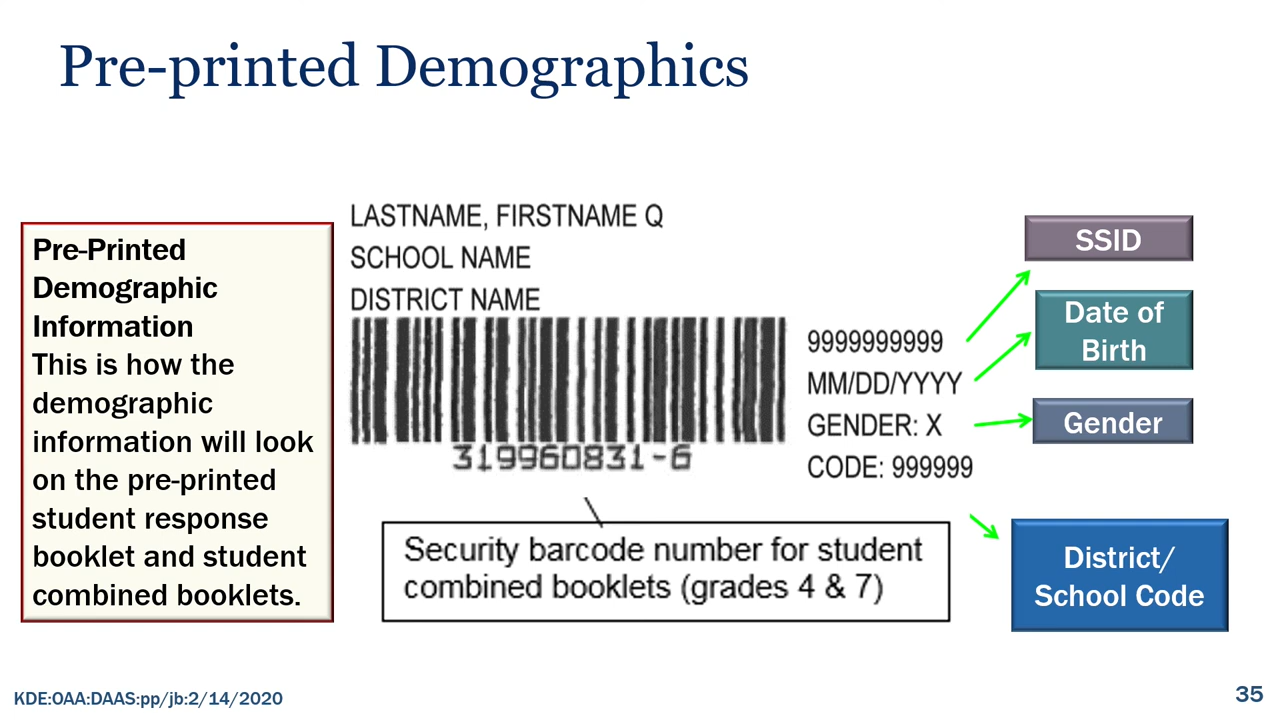 Pre-printed Demographics
Pre-Printed
Demographic
Information
This is how the
demographic
information will look
on the pre-printed
student response
booklet and student
combined booklets.
LASTNAME, FIRSTNAME Q
SCHOOL NAME
DISTRICT NAME
319960831-6
9999999999
MM/DD/YYYY
GENDER: X
CODE: 999999
SSID
Date of
Birth
Gender
District/
School Code
Security barcode number for student
combined booklets (grades 4 & 7)
KDE:OAA:DAAS:pp/jb:2/14/2020
35